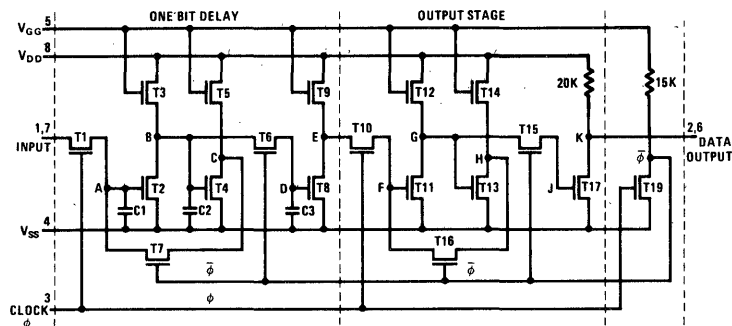 ONE BIT DELAY
OUTPUT STAGE
VGG 5
VDD 8
T3
T5
T9
T12
T14
20K
15K
1,7
INPUT
T1
B
T6
E
T10
G
T15
K
2,6
DATA
OUTPUT
C
H
φ̅
A
T2
T4
D
T8
F
T11
T13
J
T17
T19
C1
C2
C3
VSS 4
T7
T16
φ̅
φ̅
φ
CLOCK 3
φ